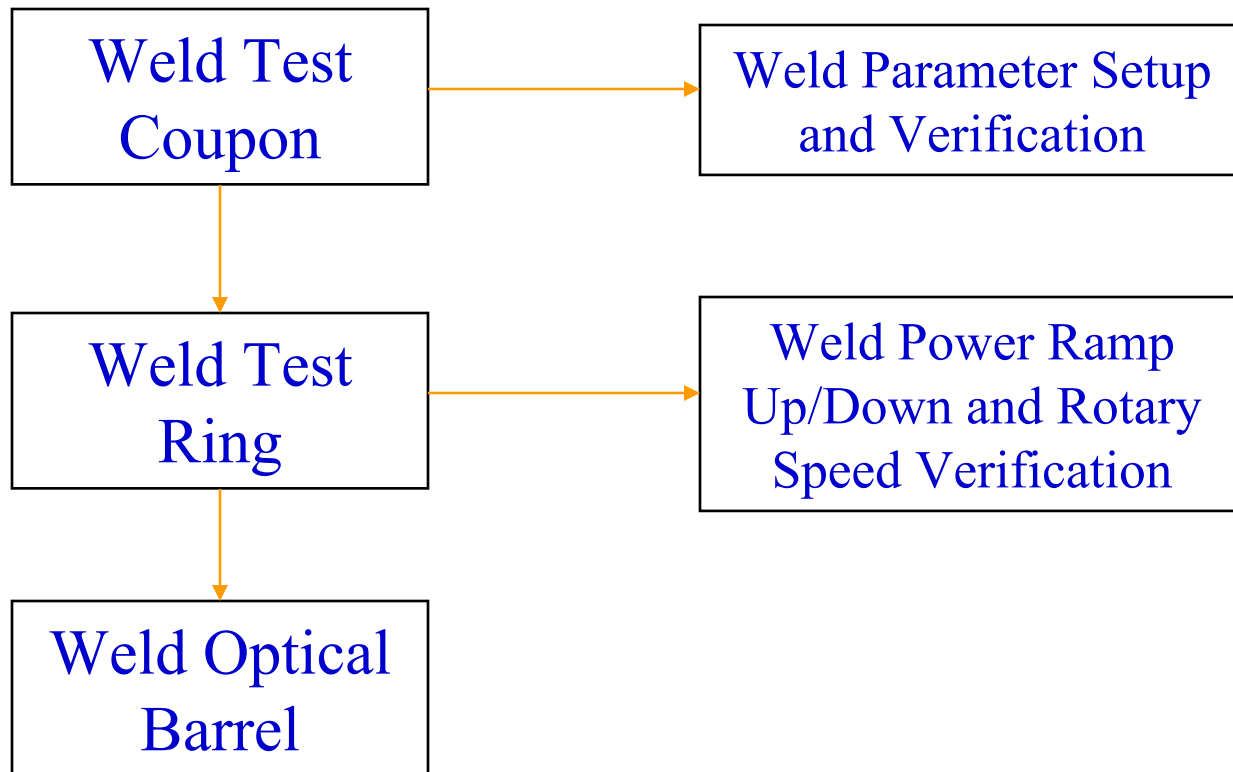 Weld Test
Coupon
Weld Parameter Setup
and Verification
Weld Test
Ring
Weld Power Ramp
Up/Down and Rotary
Speed Verification
Weld Optical
Barrel